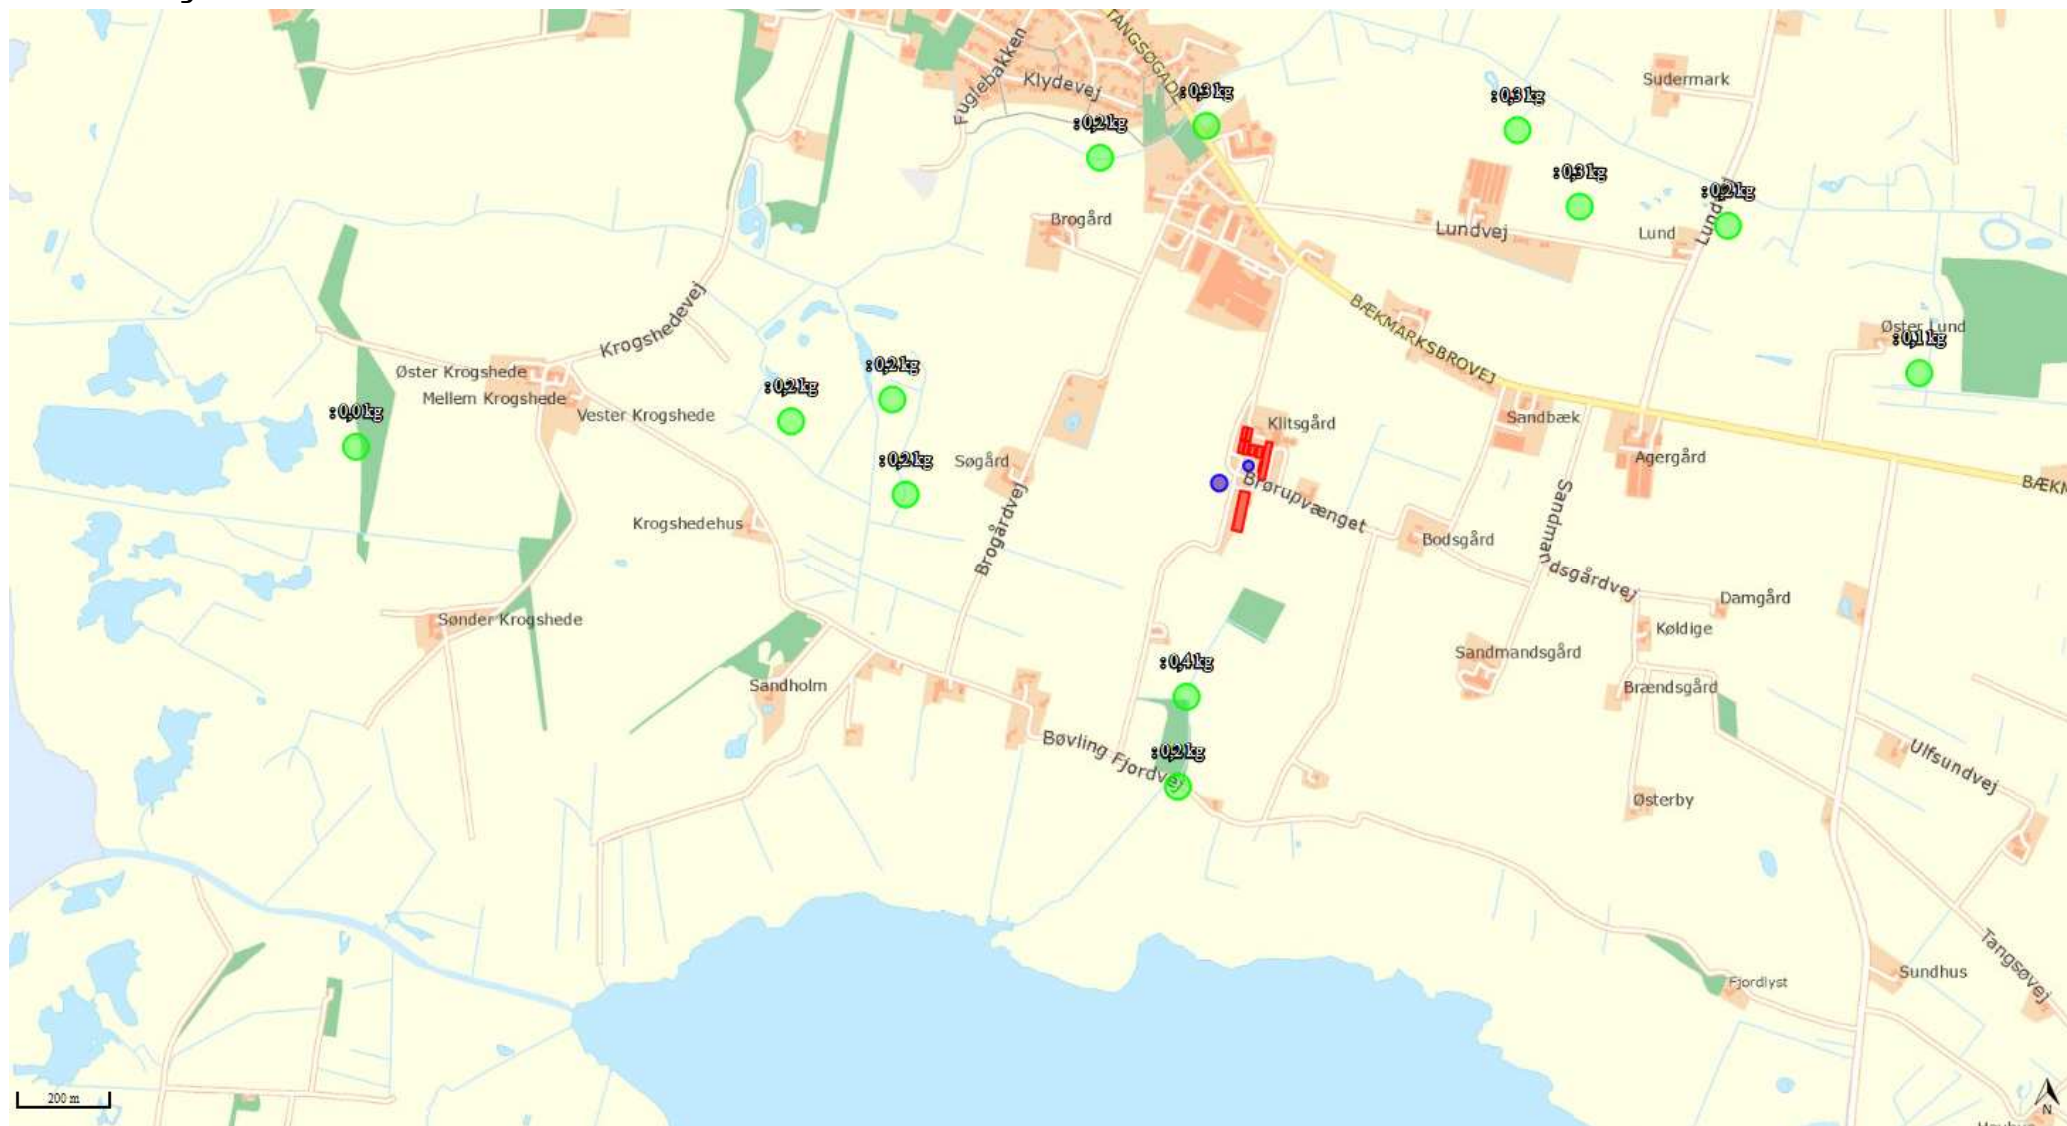 TANGSØGADE
Fuglebakken
Klydevej
: 0,3 kg
: 0,3 kg
Sudermark
: 0,2 kg
: 0,3 kg
: 0,2 kg
Brogård
Lundvej
Lund
Lundvej
Krogshedevej
BÆKMARKSBROVEJ
Øster Lund
: 0,1 kg
Øster Krogshede
: 0,2 kg
: 0,2 kg
Mellem Krogshede
: 0,0 kg
Vester Krogshede
Klitsgård
Sandbæk
Søgård
: 0,2 kg
Agergård
Brørupvænget
BÆKM
Krogshedehus
Brogårdvej
Bodsgård
Sandmandsgårdvej
Damgård
Sønder Krogshede
Køldige
Sandmandsgård
: 0,4 kg
Sandholm
Brændsgård
Bøvling Fjordvej
: 0,2 kg
Ulfsundvej
Østerby
Tangsøvej
Sundhus
Fjordlyst
200 m
N